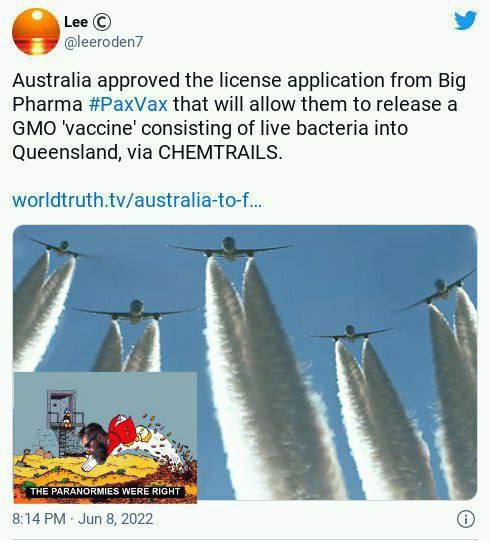 Lee ©
@leeroden7
Australia approved the license application from Big
Pharma #PaxVax that will allow them to release a
GMO 'vaccine' consisting of live bacteria into
Queensland, via CHEMTRAILS.
worldtruth.tv/australia-to-f...
THE PARANORMIES WERE RIGHT
8:14 PM · Jun 8, 2022